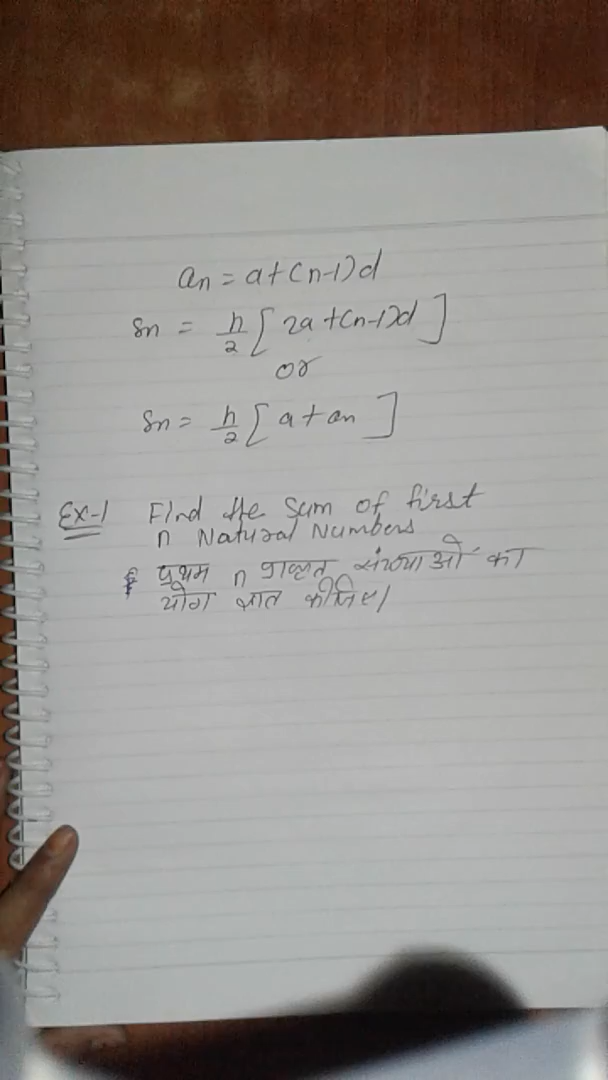 an = a+(n-1)d
Sn = n/2 [ 2a+(n-1)d ]
or
Sn = n/2 [ a+an ]
Ex-1 Find the Sum of first
n Natural Numbers
प्रथम n प्राकृत संख्याओं का
योग ज्ञात कीजिए।